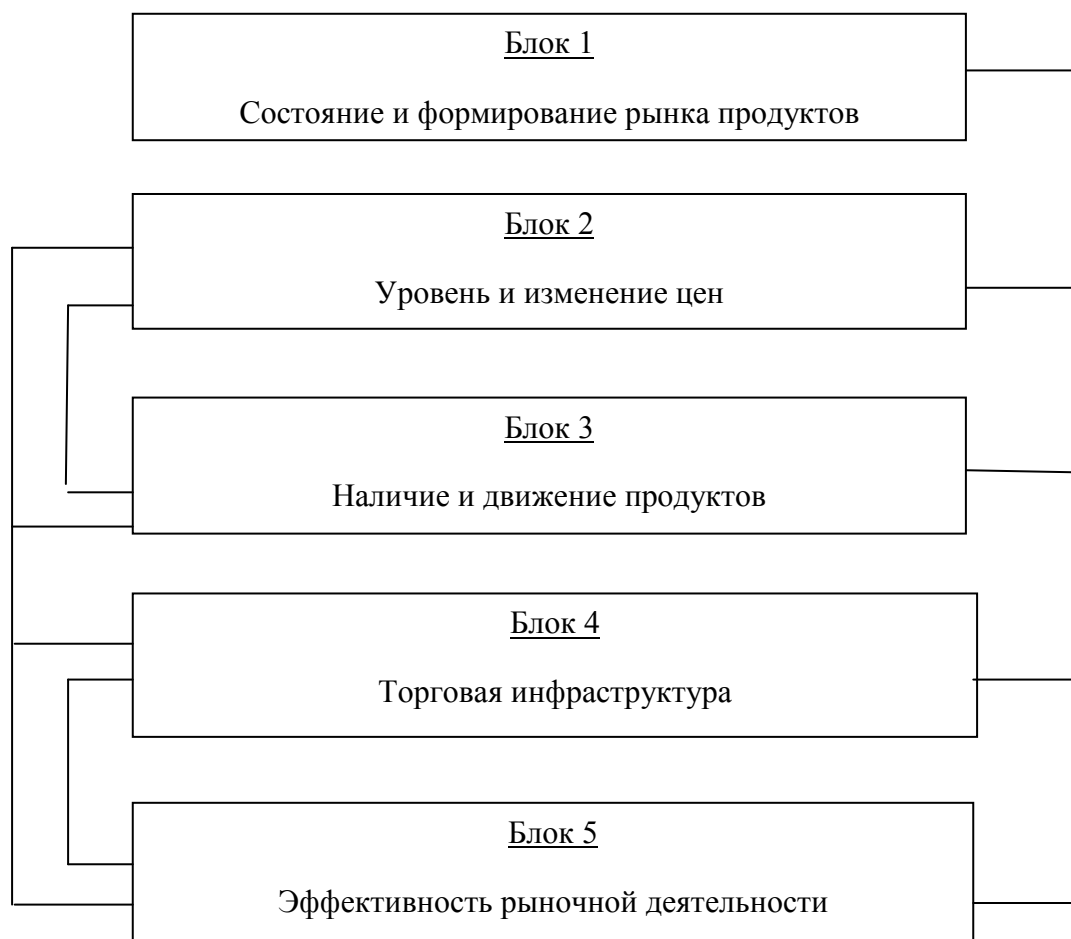 Блок 1
Состояние и формирование рынка продуктов
Блок 2
Уровень и изменение цен
Блок 3
Наличие и движение продуктов
Блок 4
Торговая инфраструктура
Блок 5
Эффективность рыночной деятельности